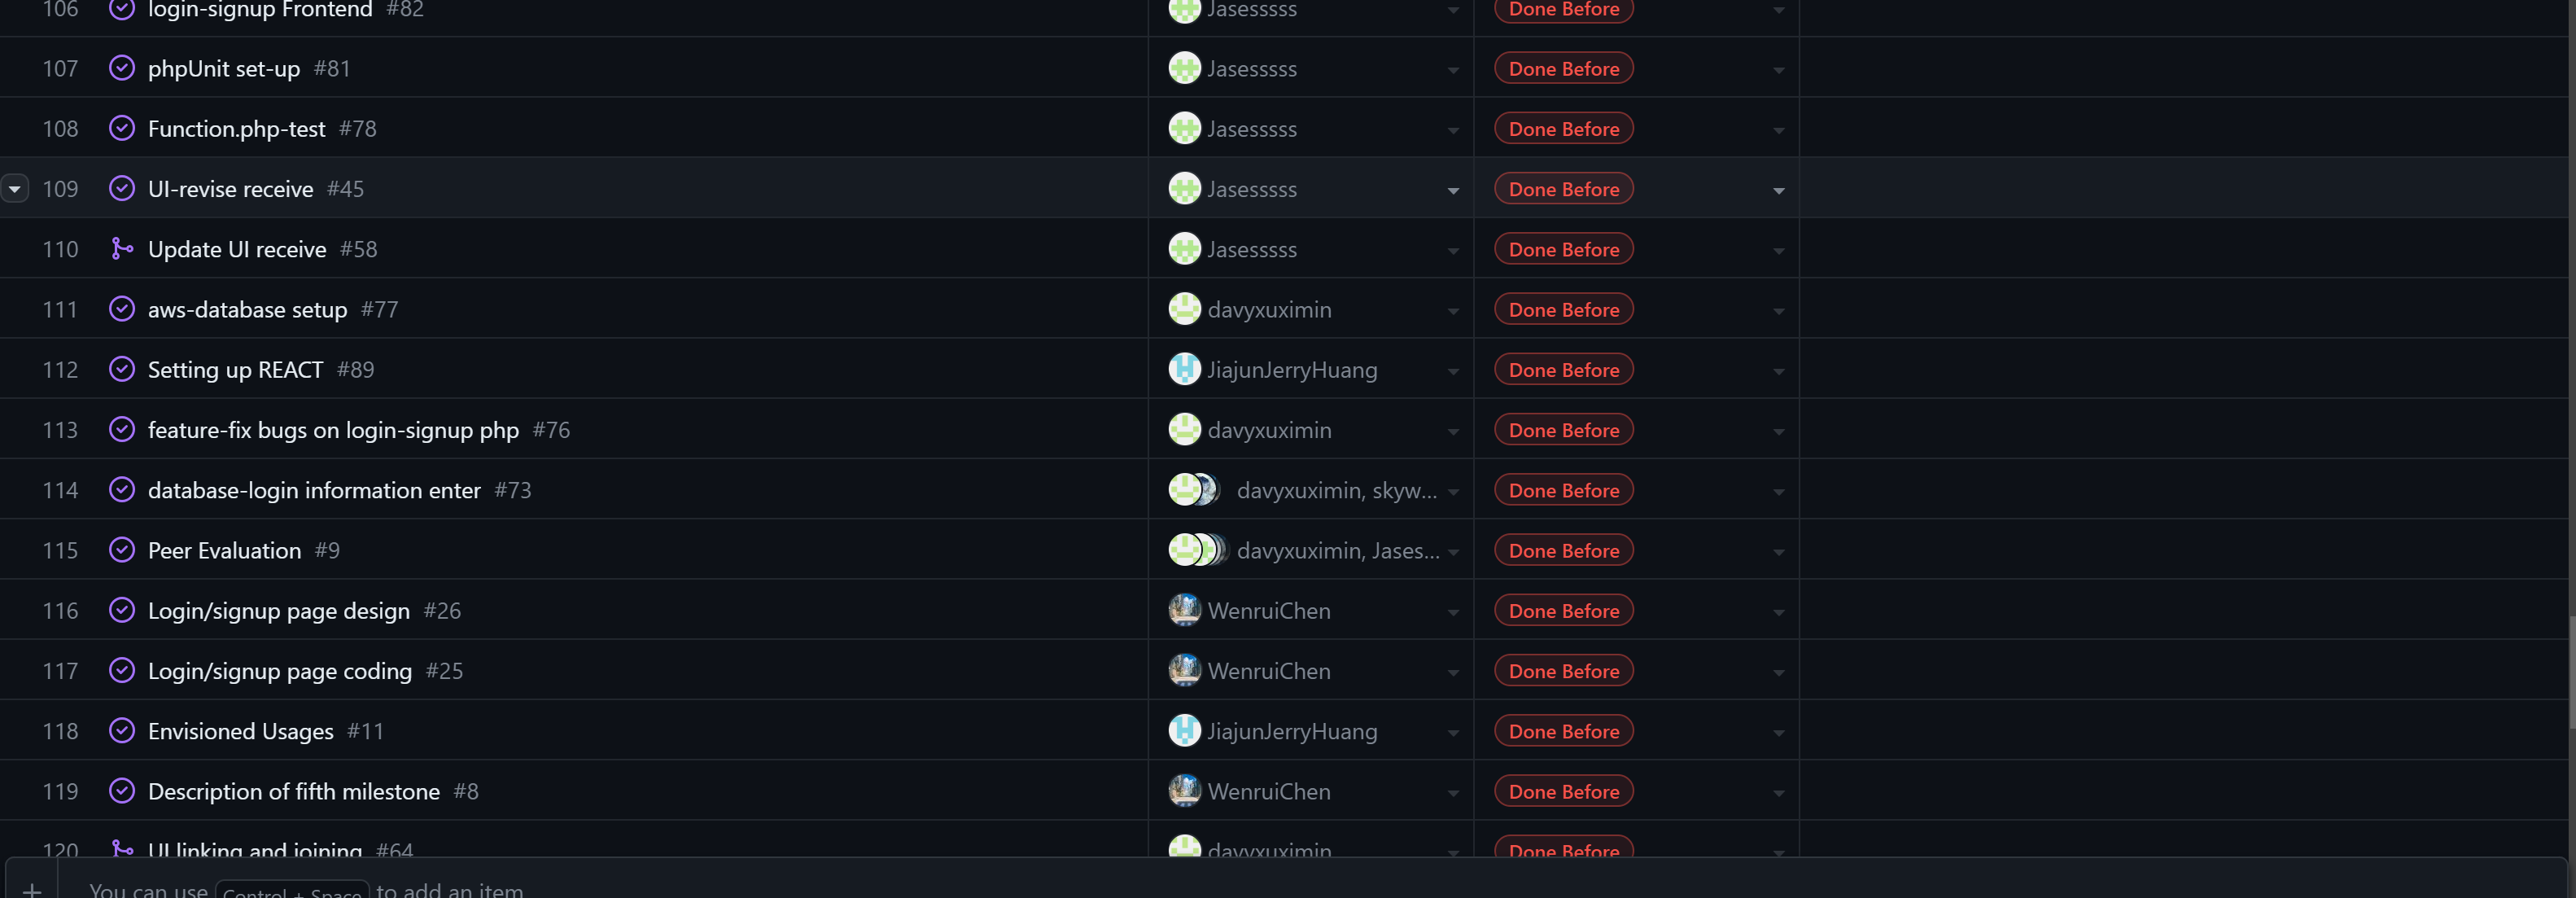 106 login-signup Frontend #82 Jasesssss Done Before
107 phpUnit set-up #81 Jasesssss Done Before
108 Function.php-test #78 Jasesssss Done Before
109 UI-revise receive #45 Jasesssss Done Before
110 Update UI receive #58 Jasesssss Done Before
111 aws-database setup #77 davyxuximin Done Before
112 Setting up REACT #89 JiajunJerryHuang Done Before
113 feature-fix bugs on login-signup php #76 davyxuximin Done Before
114 database-login information enter #73 davyxuximin, skyw... Done Before
115 Peer Evaluation #9 davyxuximin, Jases... Done Before
116 Login/signup page design #26 WenruiChen Done Before
117 Login/signup page coding #25 WenruiChen Done Before
118 Envisioned Usages #11 JiajunJerryHuang Done Before
119 Description of fifth milestone #8 WenruiChen Done Before
120 UI linking and joining #64 davyxuximin Done Before
You can use Control + Space to add an item